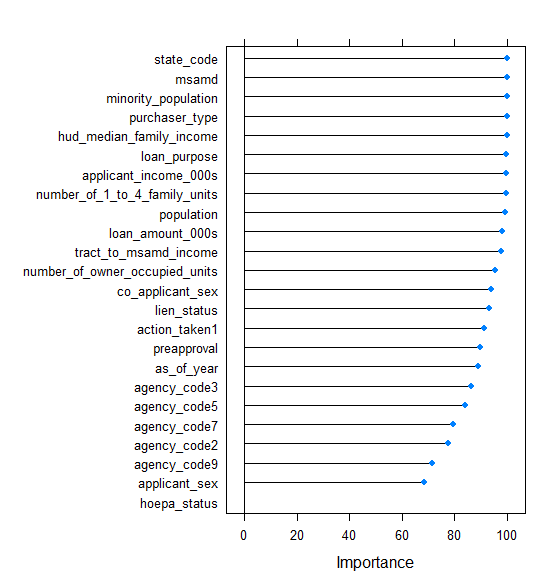 state_code
msamd
minority_population
purchaser_type
hud_median_family_income
loan_purpose
applicant_income_000s
number_of_1_to_4_family_units
population
loan_amount_000s
tract_to_msamd_income
number_of_owner_occupied_units
co_applicant_sex
lien_status
action_taken1
preapproval
as_of_year
agency_code3
agency_code5
agency_code7
agency_code2
agency_code9
applicant_sex
hoepa_status
0 20 40 60 80 100
Importance